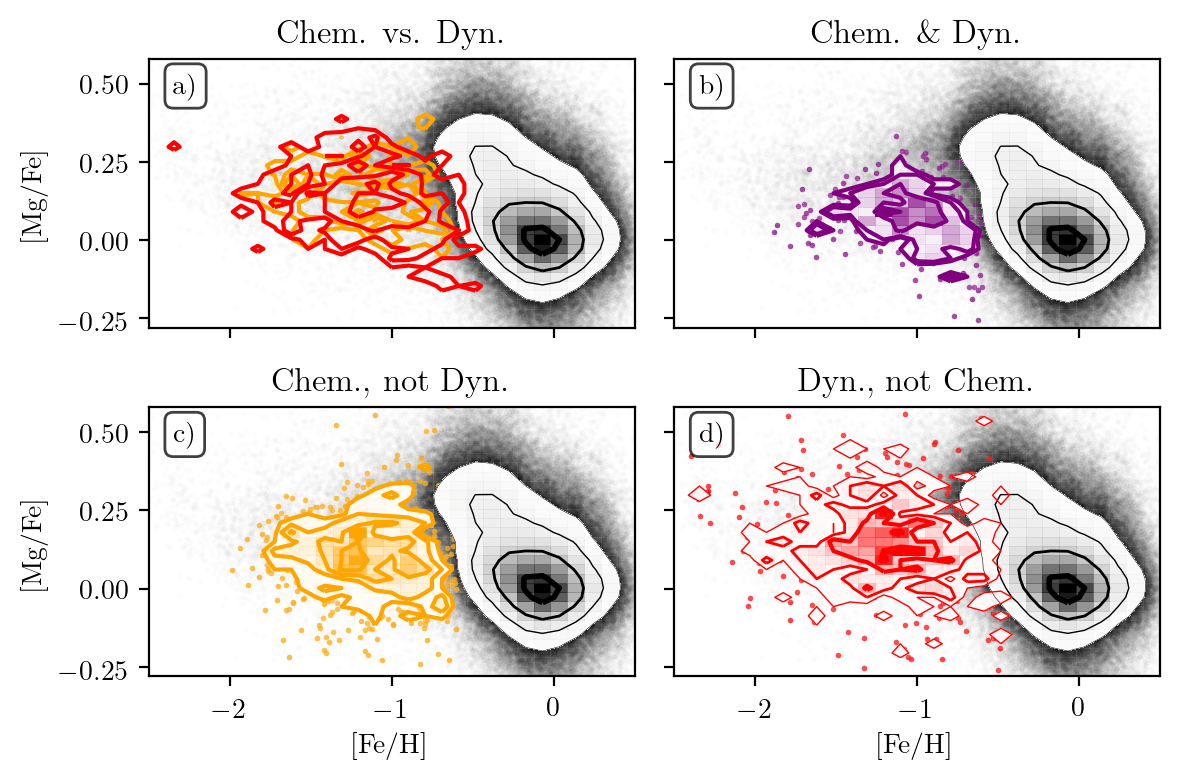 Chem. vs. Dyn.
Chem. & Dyn.
a)
b)
0.50
0.25
0.00
−0.25
[Mg/Fe]
Chem., not Dyn.
Dyn., not Chem.
c)
d)
0.50
0.25
0.00
−0.25
[Mg/Fe]
−2
−1
0
−2
−1
0
[Fe/H]
[Fe/H]